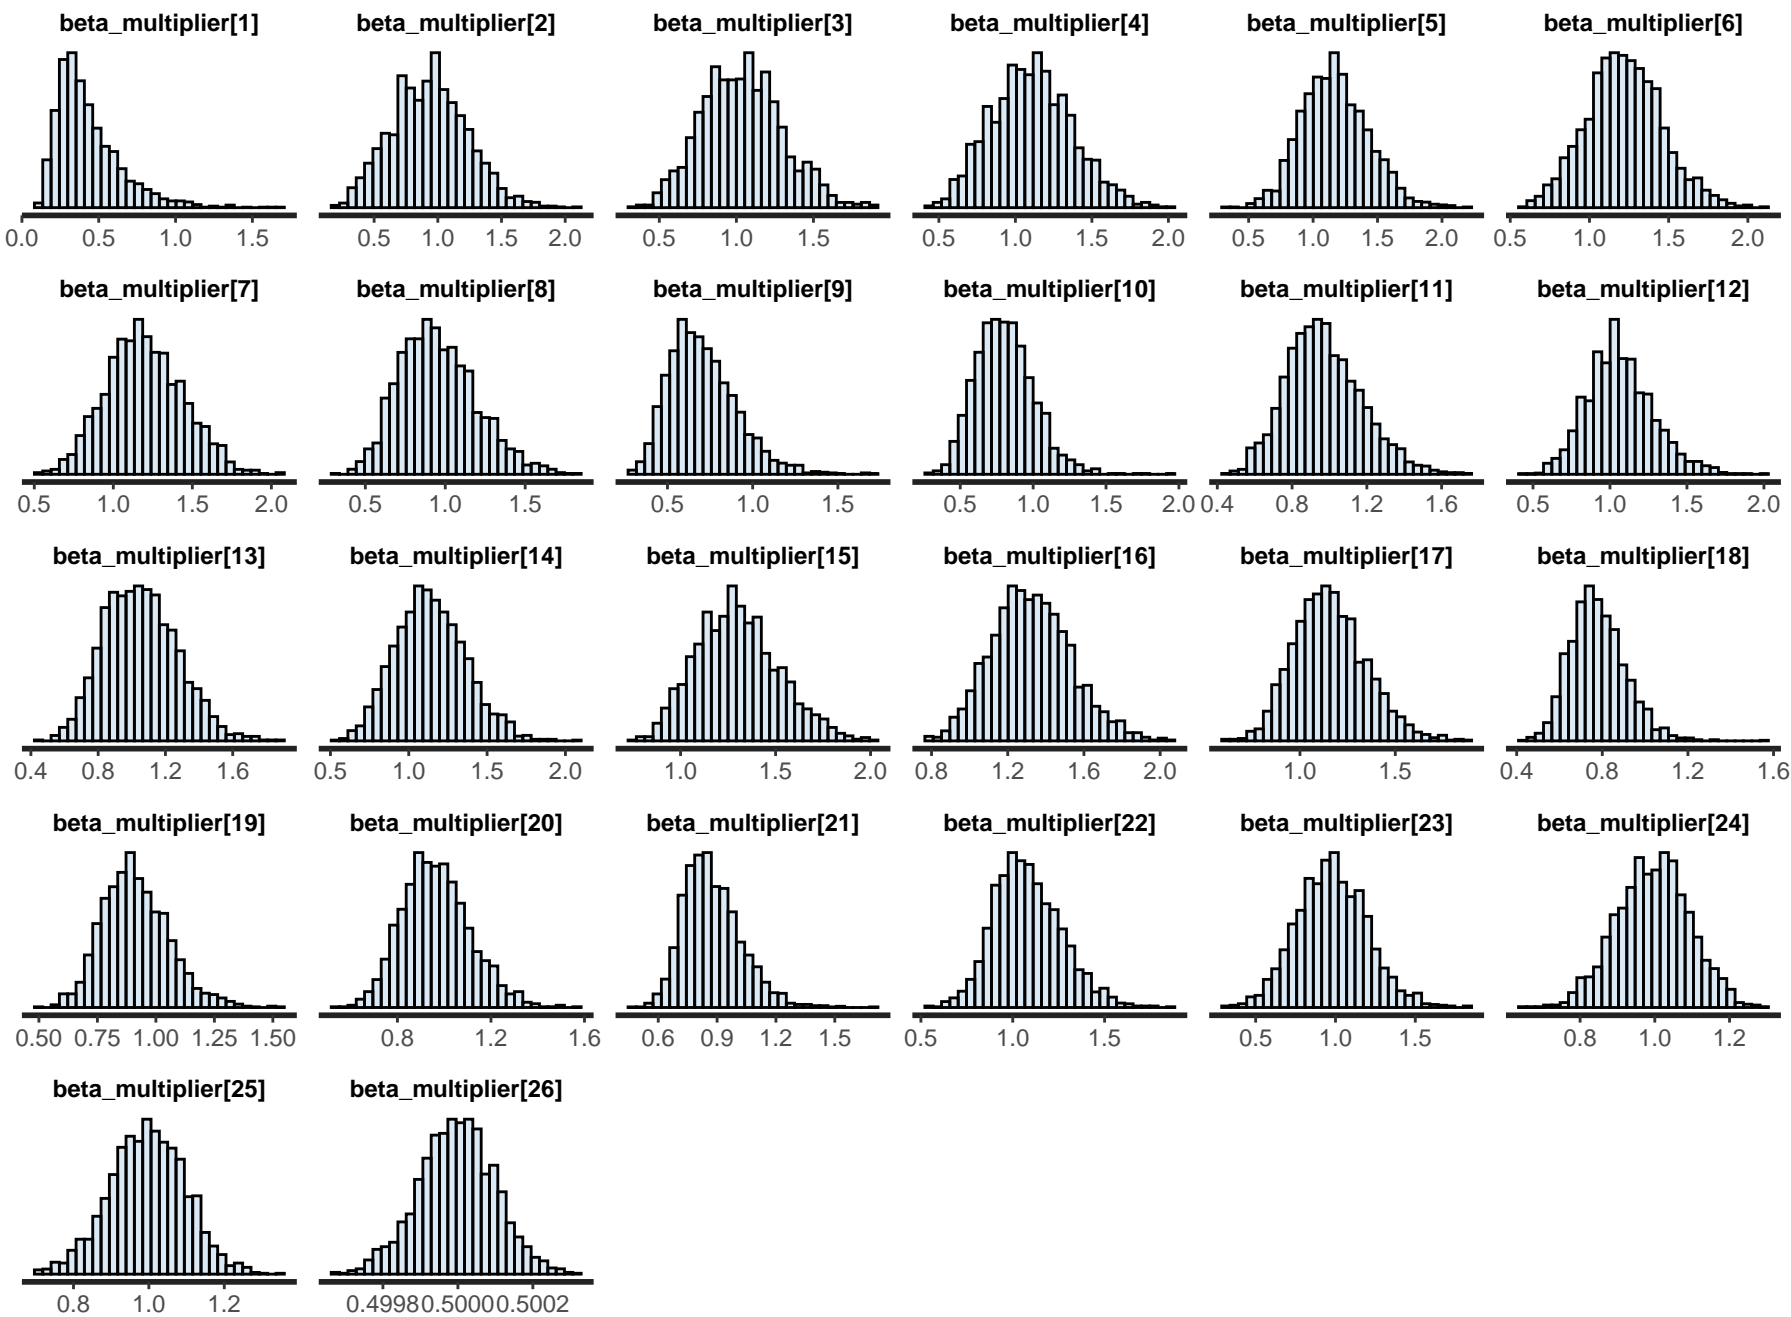 beta_multiplier[1] beta_multiplier[2] beta_multiplier[3] beta_multiplier[4] beta_multiplier[5] beta_multiplier[6]
0.0 0.5 1.0 1.5 0.5 1.0 1.5 2.0 0.5 1.0 1.5 0.5 1.0 1.5 2.0 0.5 1.0 1.5 2.0 0.5 1.0 1.5 2.0
beta_multiplier[7] beta_multiplier[8] beta_multiplier[9] beta_multiplier[10] beta_multiplier[11] beta_multiplier[12]
0.5 1.0 1.5 2.0 0.5 1.0 1.5 0.5 1.0 1.5 0.5 1.0 1.5 2.0 0.4 0.8 1.2 1.6 0.5 1.0 1.5 2.0
beta_multiplier[13] beta_multiplier[14] beta_multiplier[15] beta_multiplier[16] beta_multiplier[17] beta_multiplier[18]
0.4 0.8 1.2 1.6 0.5 1.0 1.5 2.0 1.0 1.5 2.0 0.8 1.2 1.6 2.0 1.0 1.5 0.4 0.8 1.2 1.6
beta_multiplier[19] beta_multiplier[20] beta_multiplier[21] beta_multiplier[22] beta_multiplier[23] beta_multiplier[24]
0.50 0.75 1.00 1.25 1.50 0.8 1.2 1.6 0.6 0.9 1.2 1.5 0.5 1.0 1.5 0.5 1.0 1.5 0.8 1.0 1.2
beta_multiplier[25] beta_multiplier[26]
0.8 1.0 1.2 0.4998 0.5000 0.5002